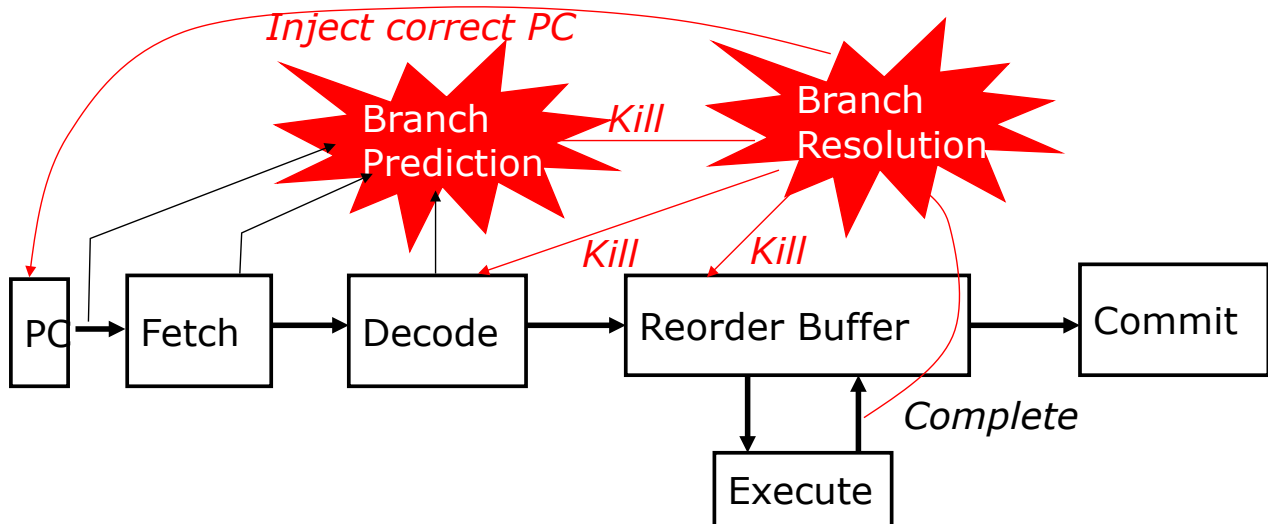 Inject correct PC
Branch
Prediction
Kill
Branch
Resolution
Kill
Kill
PC
Fetch
Decode
Reorder Buffer
Commit
Complete
Execute